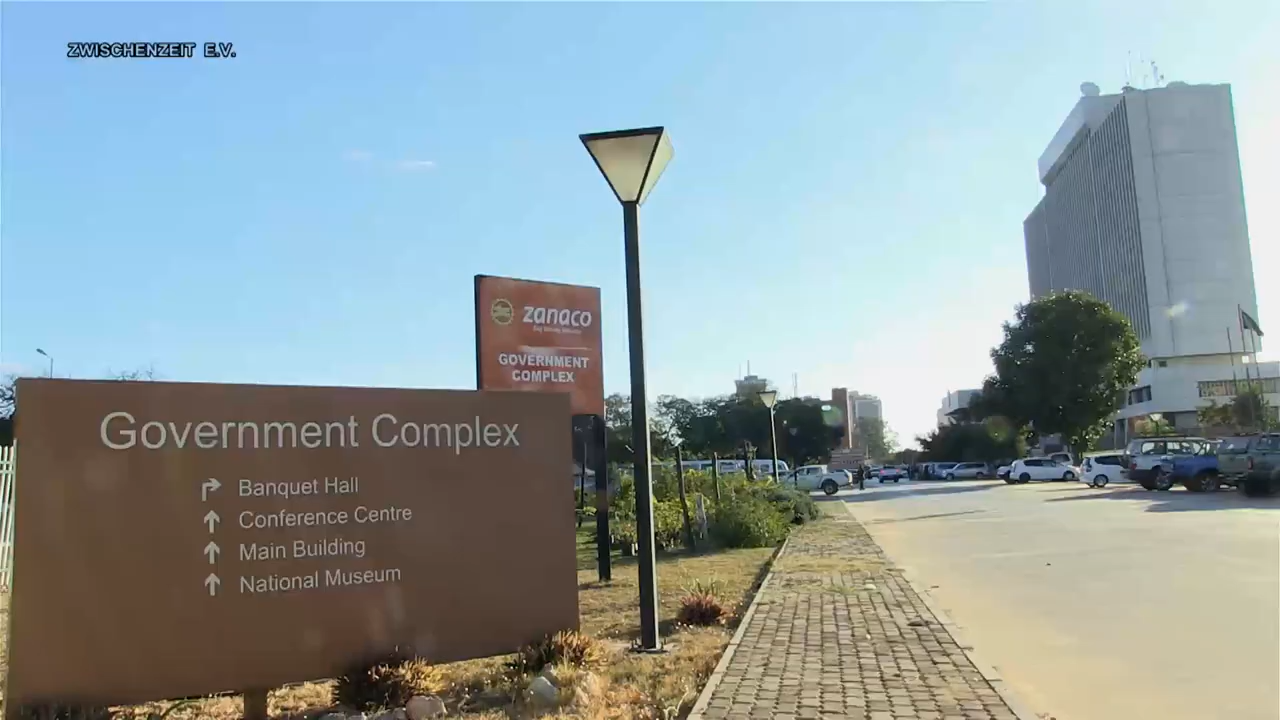 ZWISCHENZEIT E.V.
zanaco
GOVERNMENT
COMPLEX
Government Complex
Banquet Hall
Conference Centre
Main Building
National Museum